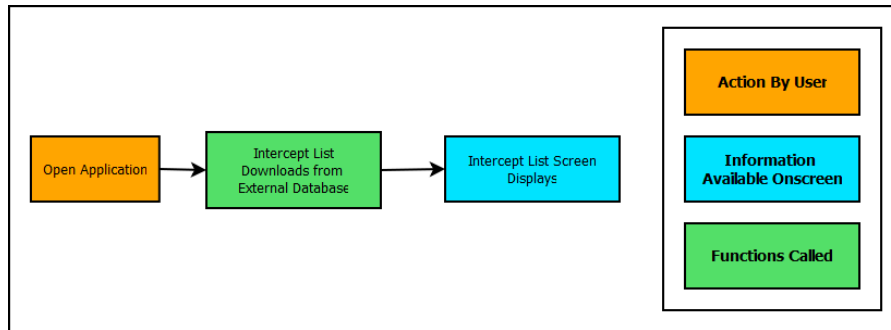 Open Application
Intercept List
Downloads from
External Database
Intercept List Screen
Displays
Action By User
Information
Available Onscreen
Functions Called